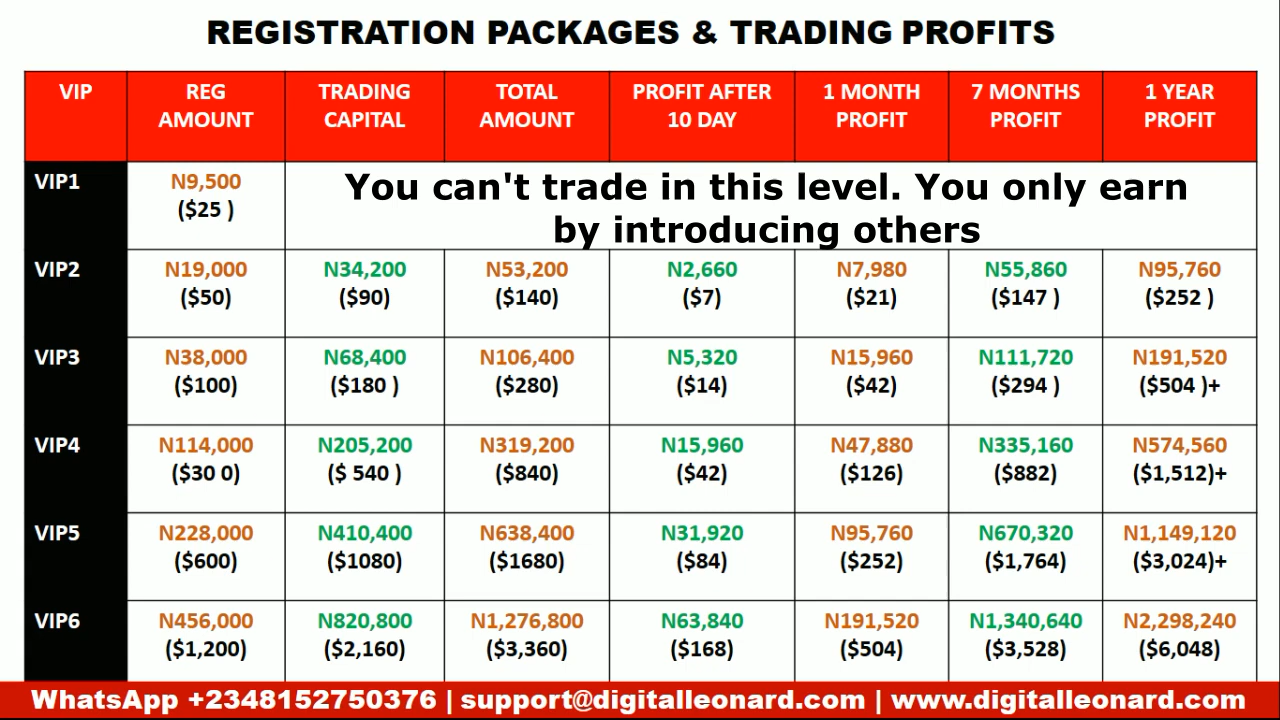 REGISTRATION PACKAGES & TRADING PROFITS
VIP REG AMOUNT TRADING CAPITAL TOTAL AMOUNT PROFIT AFTER 10 DAY 1 MONTH PROFIT 7 MONTHS PROFIT 1 YEAR PROFIT
VIP1 N9,500 You can't trade in this level. You only earn
($25 ) by introducing others
VIP2 N19,000 N34,200 N53,200 N2,660 N7,980 N55,860 N95,760
($50) ($90) ($140) ($7) ($21) ($147 ) ($252 )
VIP3 N38,000 N68,400 N106,400 N5,320 N15,960 N111,720 N191,520
($100) ($180 ) ($280) ($14) ($42) ($294 ) ($504 )+
VIP4 N114,000 N205,200 N319,200 N15,960 N47,880 N335,160 N574,560
($30 0) ($ 540 ) ($840) ($42) ($126) ($882) ($1,512)+
VIP5 N228,000 N410,400 N638,400 N31,920 N95,760 N670,320 N1,149,120
($600) ($1080) ($1680) ($84) ($252) ($1,764) ($3,024)+
VIP6 N456,000 N820,800 N1,276,800 N63,840 N191,520 N1,340,640 N2,298,240
($1,200) ($2,160) ($3,360) ($168) ($504) ($3,528) ($6,048)
WhatsApp +2348152750376 | support@digitalleonard.com | www.digitalleonard.com